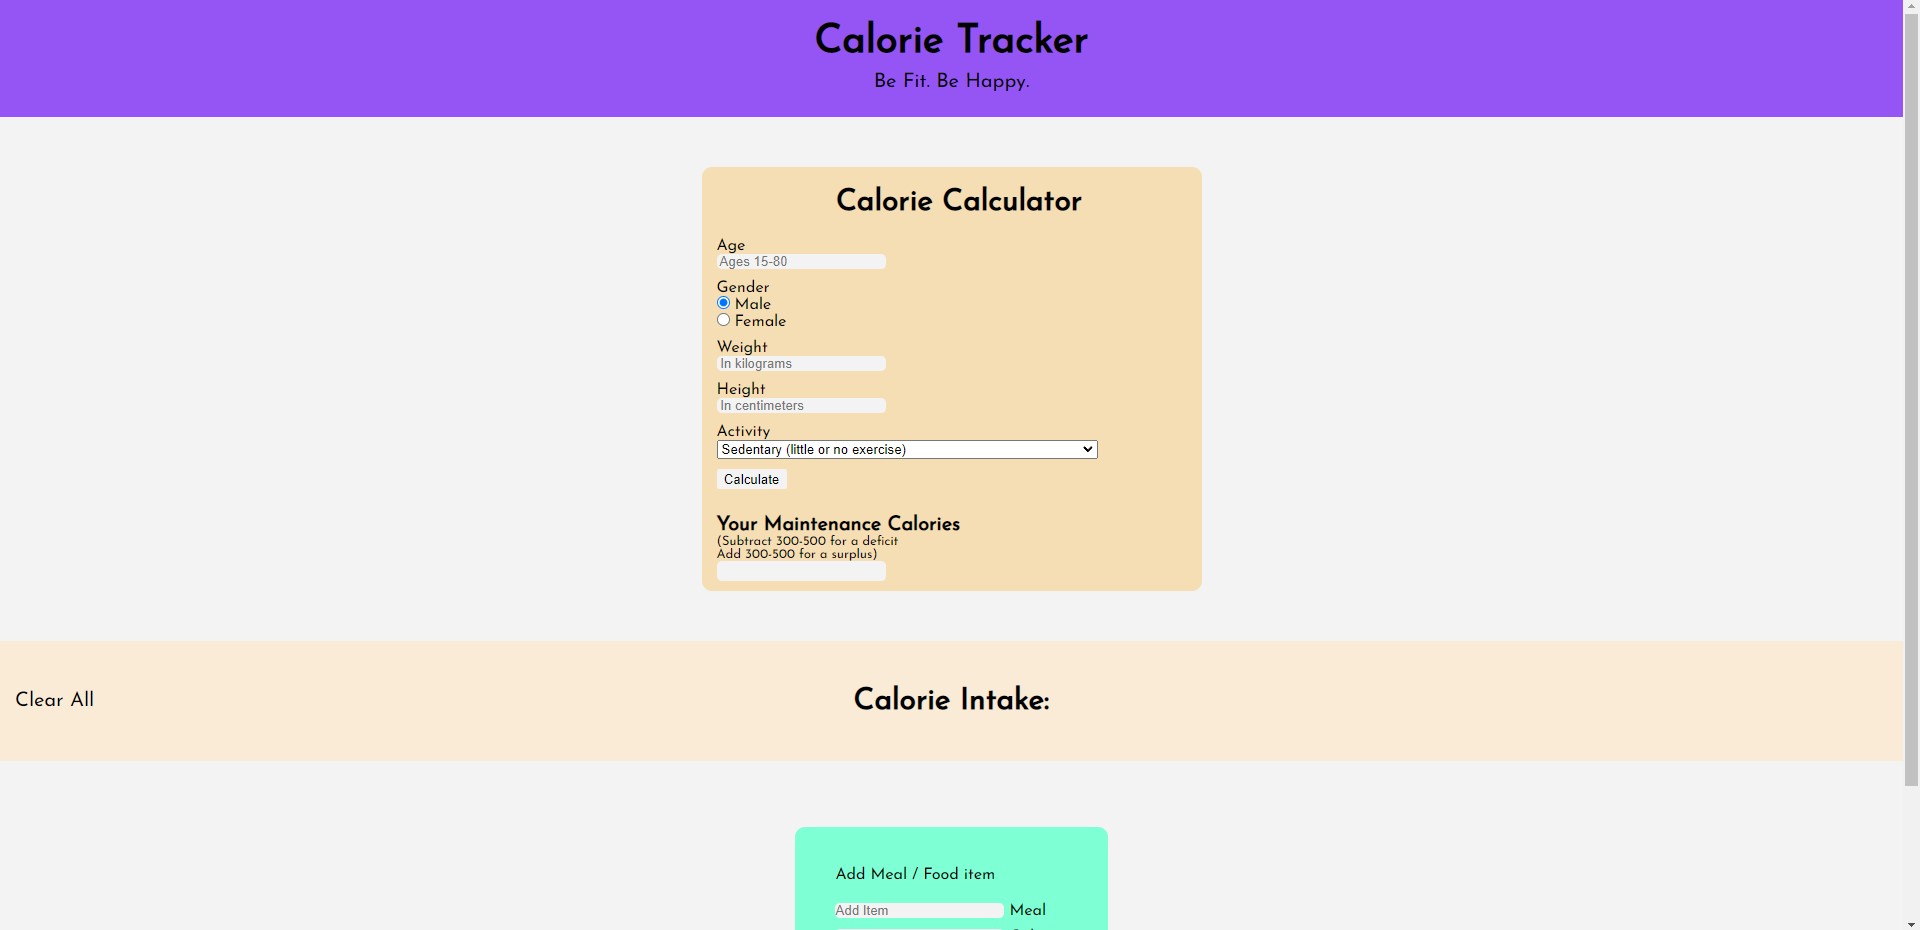 Calorie Tracker
Be Fit. Be Happy.
Calorie Calculator
Age
Ages 15-80
Gender
Male
Female
Weight
In kilograms
Height
In centimeters
Activity
Sedentary (little or no exercise)
Calculate
Your Maintenance Calories
(Subtract 300-500 for a deficit
Add 300-500 for a surplus)
Clear All
Calorie Intake:
Add Meal / Food item
Add Item Meal